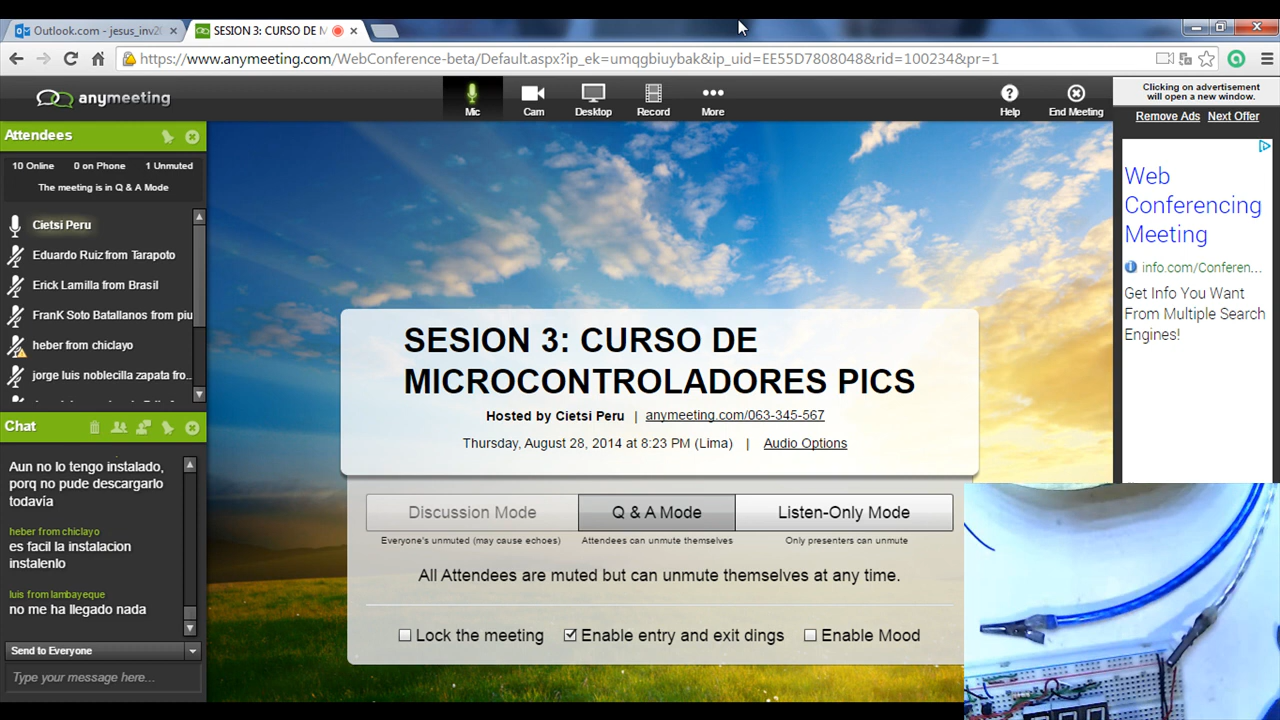 Outlook.com - jesus_inv20
SESION 3: CURSO DE M
https://www.anymeeting.com/WebConference-beta/Default.aspx?ip_ek=umqgbiuybak&ip_uid=EE55D7808048&rid=100234&pr=1
anymeeting
Mic
Cam
Desktop
Record
More
Help
End Meeting
Clicking on advertisement
will open a new window.
Remove Ads Next Offer
Attendees
10 Online 0 on Phone 1 Unmuted
The meeting is in Q & A Mode
Cietsi Peru
Eduardo Ruiz from Tarapoto
Erick Lamilla from Brasil
FranK Soto Batallanos from piu
heber from chiclayo
jorge luis noblecilla zapata fro...
Chat
Aun no lo tengo instalado,
porq no pude descargarlo
todavía
heber from chiclayo
es facil la instalacion
instalenlo
luis from lambayeque
no me ha llegado nada
Send to Everyone
Type your message here...
SESION 3: CURSO DE
MICROCONTROLADORES PICS
Hosted by Cietsi Peru | anymeeting.com/063-345-567
Thursday, August 28, 2014 at 8:23 PM (Lima) | Audio Options
Discussion Mode
Q & A Mode
Listen-Only Mode
Everyone's unmuted (may cause echoes)
Attendees can unmute themselves
Only presenters can unmute
All Attendees are muted but can unmute themselves at any time.
Lock the meeting
Enable entry and exit dings
Enable Mood
Web
Conferencing
Meeting
info.com/Conferen...
Get Info You Want
From Multiple Search
Engines!